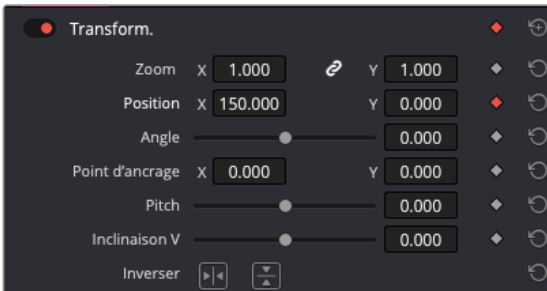 Transform.
Zoom X 1.000 Y 1.000
Position X 150.000 Y 0.000
Angle 0.000
Point d'ancrage X 0.000 Y 0.000
Pitch 0.000
Inclinaison V 0.000
Inverser